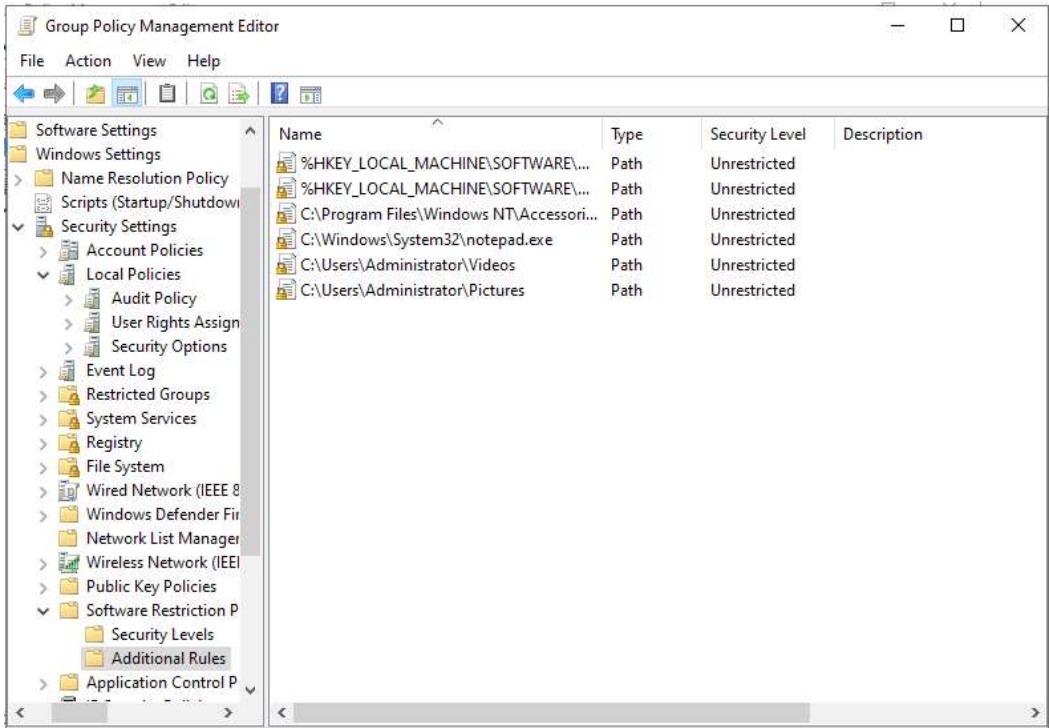 Group Policy Management Editor
File Action View Help
Software Settings
Windows Settings
Name Resolution Policy
Scripts (Startup/Shutdown
Security Settings
Account Policies
Local Policies
Audit Policy
User Rights Assign
Security Options
Event Log
Restricted Groups
System Services
Registry
File System
Wired Network (IEEE 8
Windows Defender Fir
Network List Manager
Wireless Network (IEEE
Public Key Policies
Software Restriction P
Security Levels
Additional Rules
Application Control P
Name Type Security Level Description
%HKEY_LOCAL_MACHINE\SOFTWARE\... Path Unrestricted
%HKEY_LOCAL_MACHINE\SOFTWARE\... Path Unrestricted
C:\Program Files\Windows NT\Accessori... Path Unrestricted
C:\Windows\System32\notepad.exe Path Unrestricted
C:\Users\Administrator\Videos Path Unrestricted
C:\Users\Administrator\Pictures Path Unrestricted